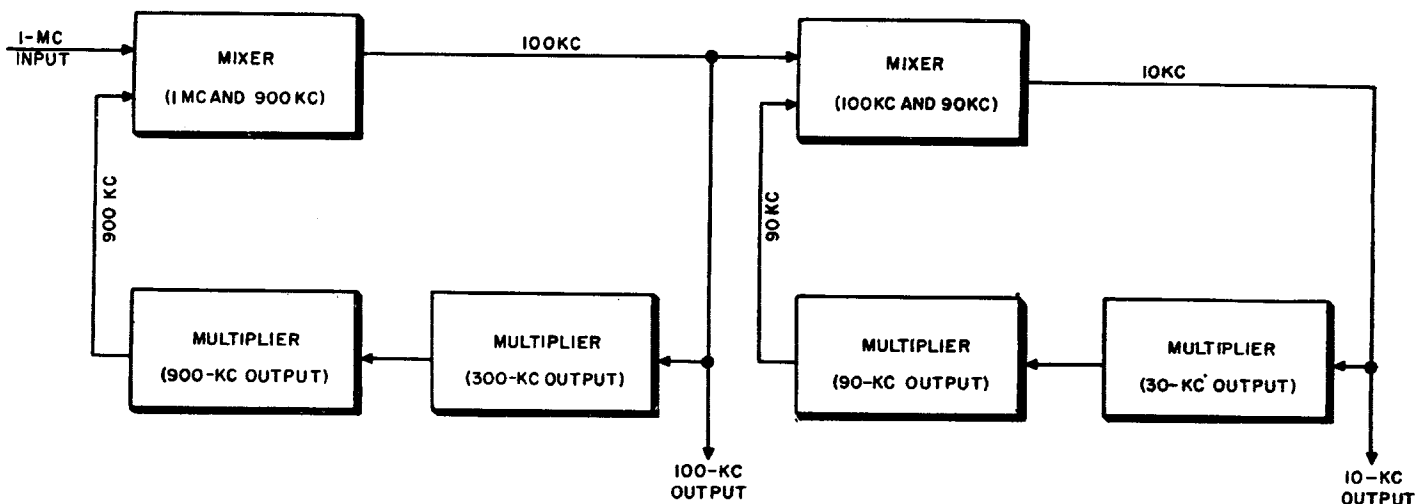 1-MC
INPUT
MIXER
(1 MC AND 900 KC)
100KC
MIXER
(100KC AND 90KC)
10KC
900 KC
90 KC
MULTIPLIER
(900-KC OUTPUT)
MULTIPLIER
(300-KC OUTPUT)
MULTIPLIER
(90-KC OUTPUT)
MULTIPLIER
(30-KC OUTPUT)
100-KC
OUTPUT
10-KC
OUTPUT